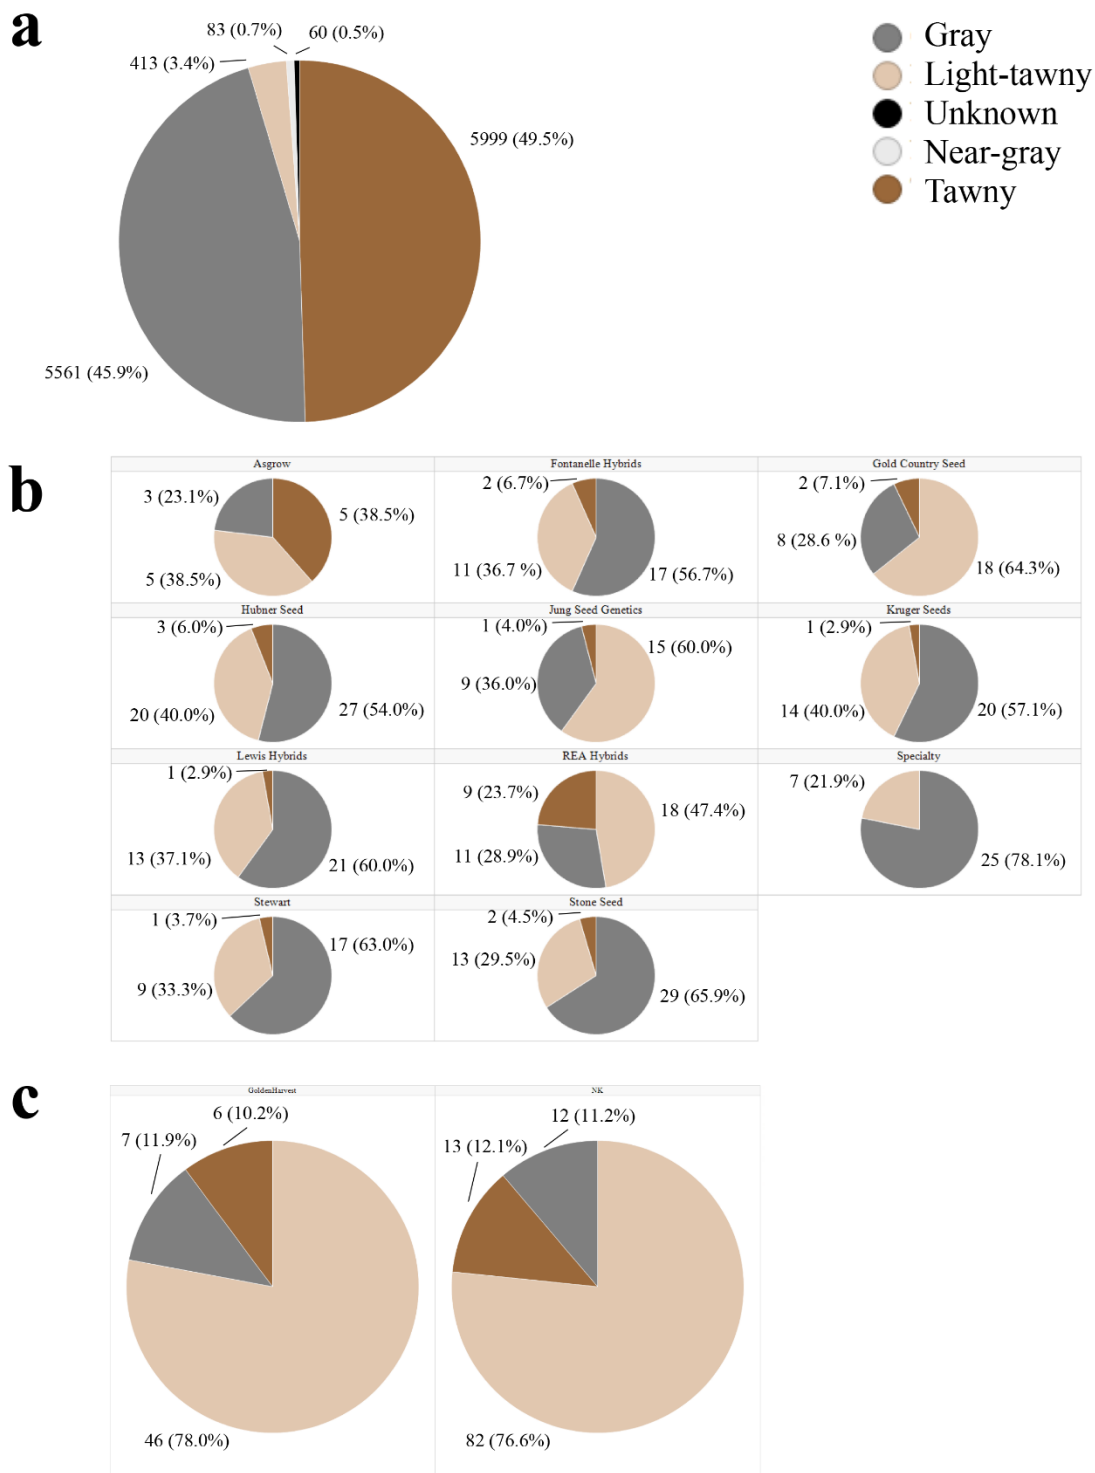 a
83 (0.7%)
60 (0.5%)
413 (3.4%)
5999 (49.5%)
5561 (45.9%)
Gray
Light-tawny
Unknown
Near-gray
Tawny
b
Asgrow
3 (23.1%)
5 (38.5%)
5 (38.5%)
Fontanelle Hybrids
2 (6.7%)
11 (36.7 %)
17 (56.7%)
Gold Country Seed
2 (7.1%)
8 (28.6 %)
18 (64.3%)
Hubner Seed
3 (6.0%)
20 (40.0%)
27 (54.0%)
Jung Seed Genetics
1 (4.0%)
15 (60.0%)
9 (36.0%)
Kruger Seeds
1 (2.9%)
14 (40.0%)
20 (57.1%)
Lewis Hybrids
1 (2.9%)
13 (37.1%)
21 (60.0%)
REA Hybrids
9 (23.7%)
18 (47.4%)
11 (28.9%)
Specialty
7 (21.9%)
25 (78.1%)
Stewart
1 (3.7%)
17 (63.0%)
9 (33.3%)
Stone Seed
2 (4.5%)
13 (29.5%)
29 (65.9%)
c
GoldenHarvest
6 (10.2%)
7 (11.9%)
46 (78.0%)
NK
12 (11.2%)
13 (12.1%)
82 (76.6%)